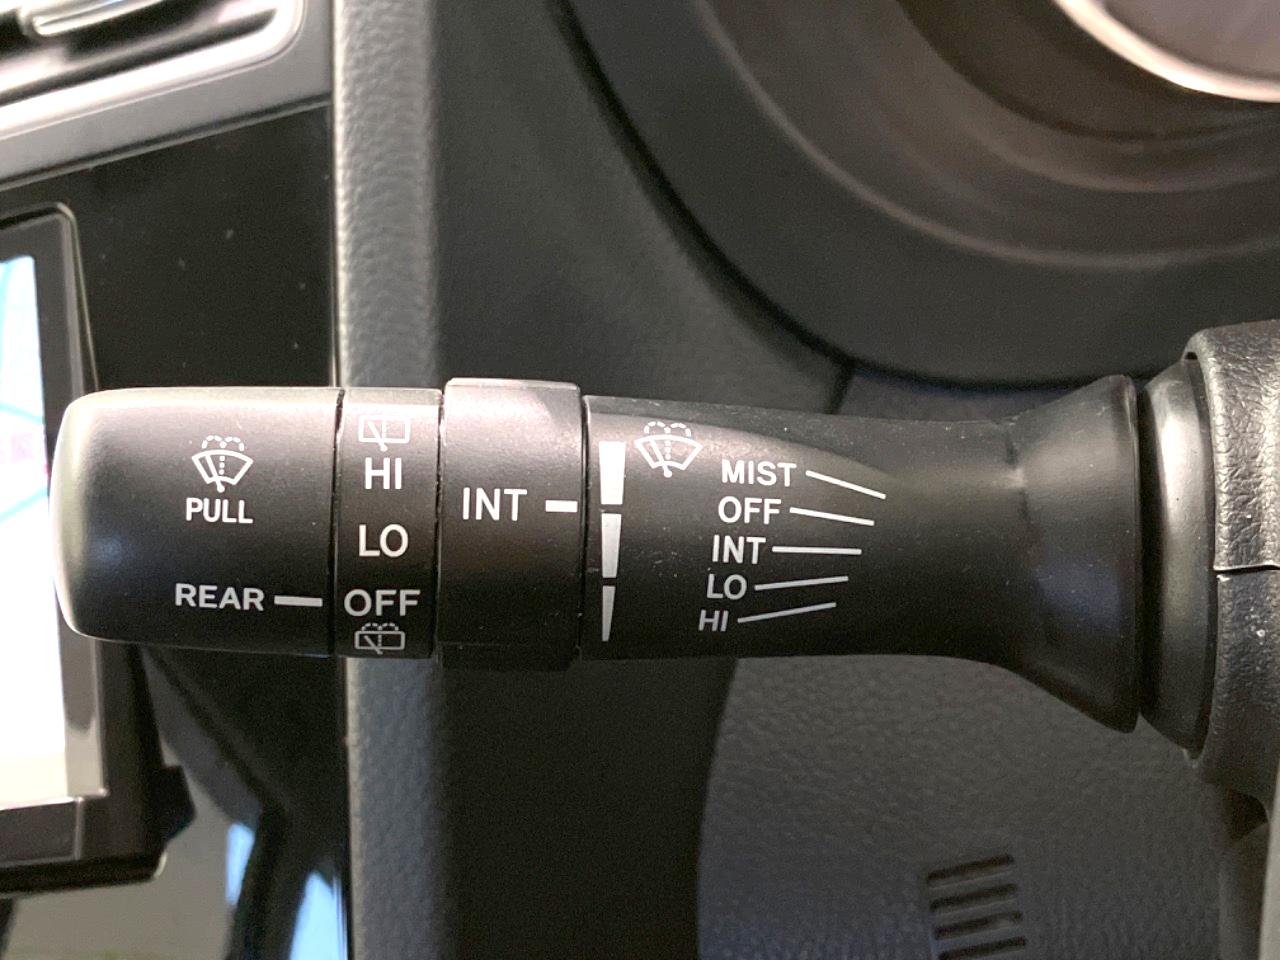 PULL
REAR
HI
LO
OFF
INT
MIST
OFF
INT
LO
HI